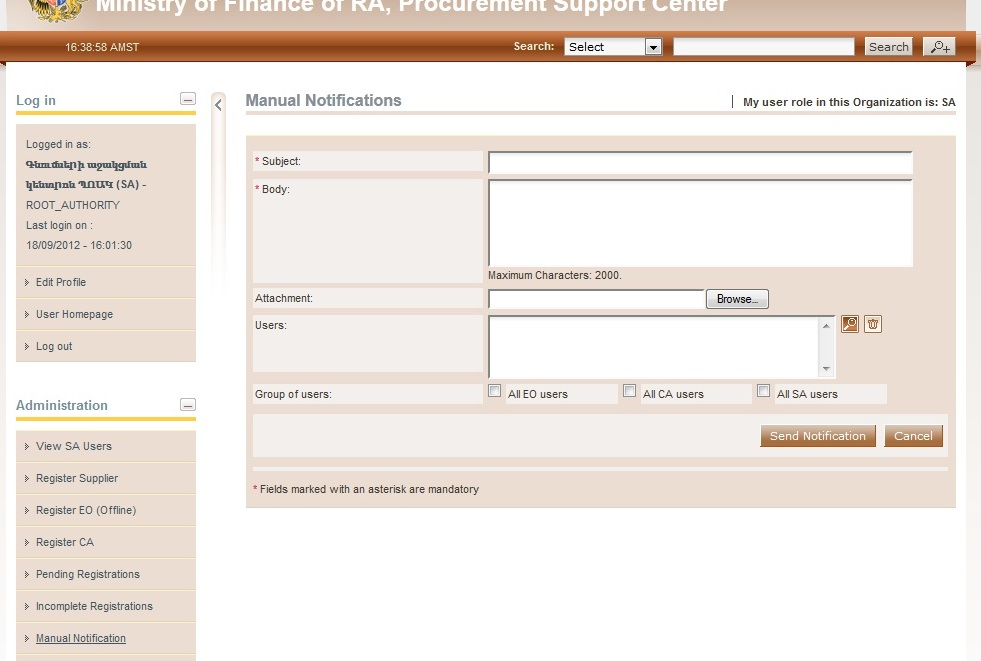 Ministry of Finance of RA, Procurement Support Center
16:38:58 AMST
Search: Select Search
Log in
Logged in as:
Գնումների աջակցման
կենտրոն ՊՈԱԿ (SA) -
ROOT_AUTHORITY
Last login on :
18/09/2012 - 16:01:30
Edit Profile
User Homepage
Log out
Administration
View SA Users
Register Supplier
Register EO (Offline)
Register CA
Pending Registrations
Incomplete Registrations
Manual Notification
Manual Notifications
My user role in this Organization is: SA
* Subject:
* Body:
Maximum Characters: 2000.
Attachment: Browse...
Users:
Group of users: All EO users All CA users All SA users
Send Notification Cancel
* Fields marked with an asterisk are mandatory